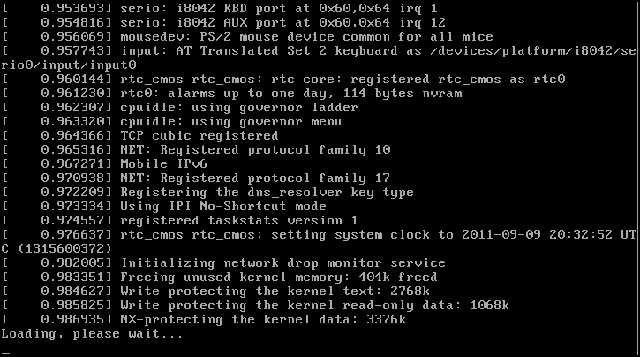 [    0.953693] serio: i8042 KBD port at 0x60,0x64 irq 1
[    0.954816] serio: i8042 AUX port at 0x60,0x64 irq 12
[    0.956069] mousedev: PS/2 mouse device common for all mice
[    0.957743] input: AT Translated Set 2 keyboard as /devices/platform/i8042/se
rio0/input/input0
[    0.960144] rtc_cmos rtc_cmos: rtc core: registered rtc_cmos as rtc0
[    0.961230] rtc0: alarms up to one day, 114 bytes nvram
[    0.962307] cpuidle: using governor ladder
[    0.963320] cpuidle: using governor menu
[    0.964366] TCP cubic registered
[    0.965316] NET: Registered protocol family 10
[    0.967271] Mobile IPv6
[    0.970938] NET: Registered protocol family 17
[    0.972209] Registering the dns_resolver key type
[    0.973334] Using IPI No-Shortcut mode
[    0.974557] registered taskstats version 1
[    0.976637] rtc_cmos rtc_cmos: setting system clock to 2011-09-09 20:32:52 UT
C (1315600372)
[    0.982005] Initializing network drop monitor service
[    0.983351] Freeing unused kernel memory: 404k freed
[    0.984627] Write protecting the kernel text: 2768k
[    0.985825] Write protecting the kernel read-only data: 1068k
[    0.986935] NX-protecting the kernel data: 3376k
Loading, please wait...
_